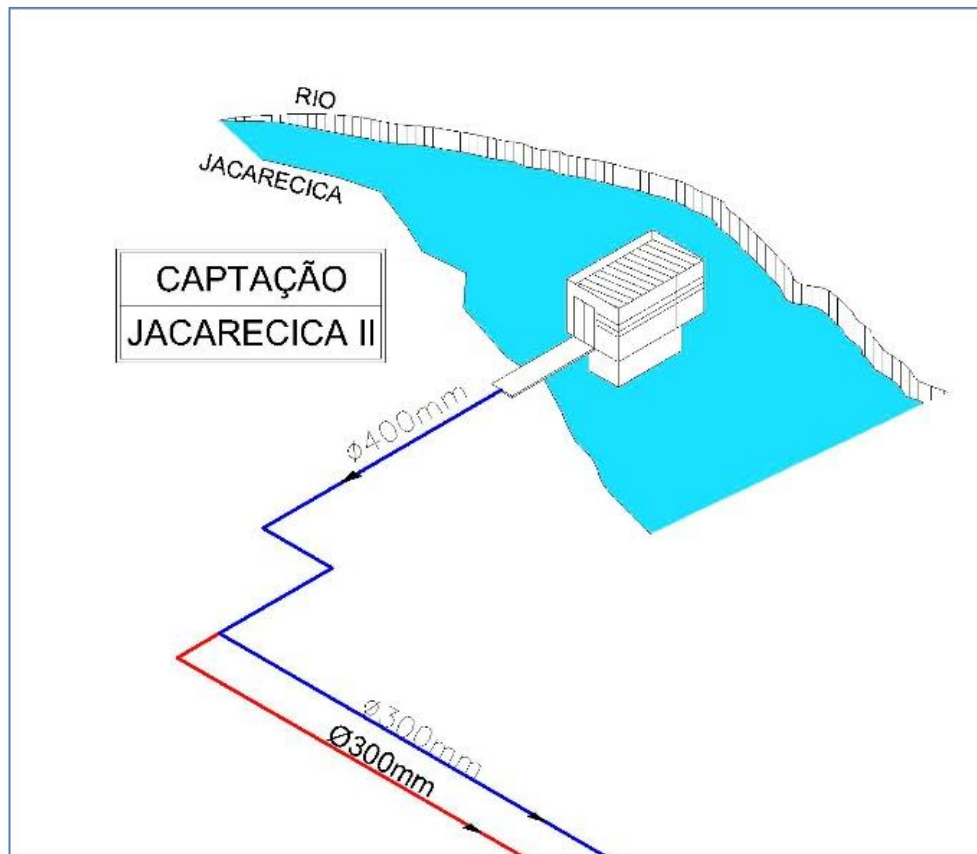 RIO
JACARECICA
CAPTAÇÃO
JACARECICA II
ø400mm
ø300mm
Ø300mm